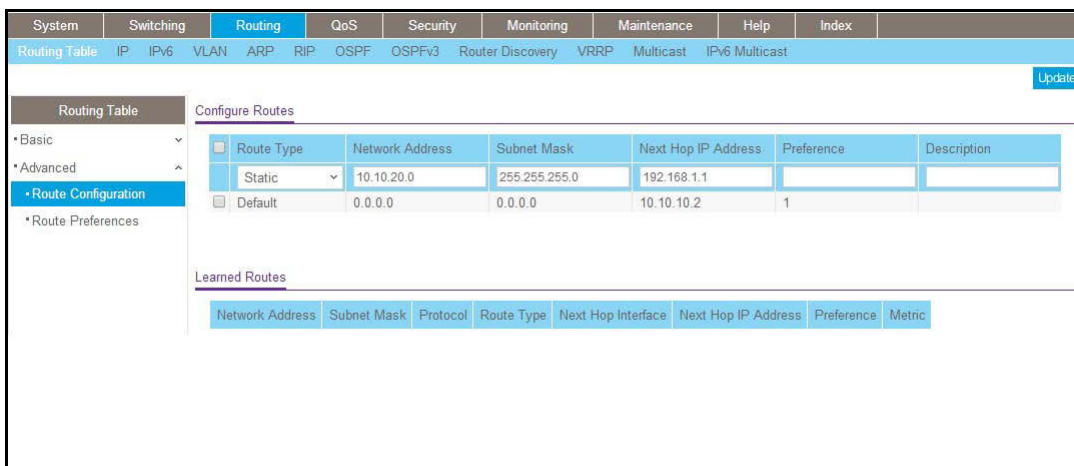 System Switching Routing QoS Security Monitoring Maintenance Help Index
Routing Table IP IPv6 VLAN ARP RIP OSPF OSPFv3 Router Discovery VRRP Multicast IPv6 Multicast
Update
Routing Table
Basic
Advanced
Route Configuration
Route Preferences
Configure Routes
Route Type Network Address Subnet Mask Next Hop IP Address Preference Description
Static 10.10.20.0 255.255.255.0 192.168.1.1
Default 0.0.0.0 0.0.0.0 10.10.10.2 1
Learned Routes
Network Address Subnet Mask Protocol Route Type Next Hop Interface Next Hop IP Address Preference Metric